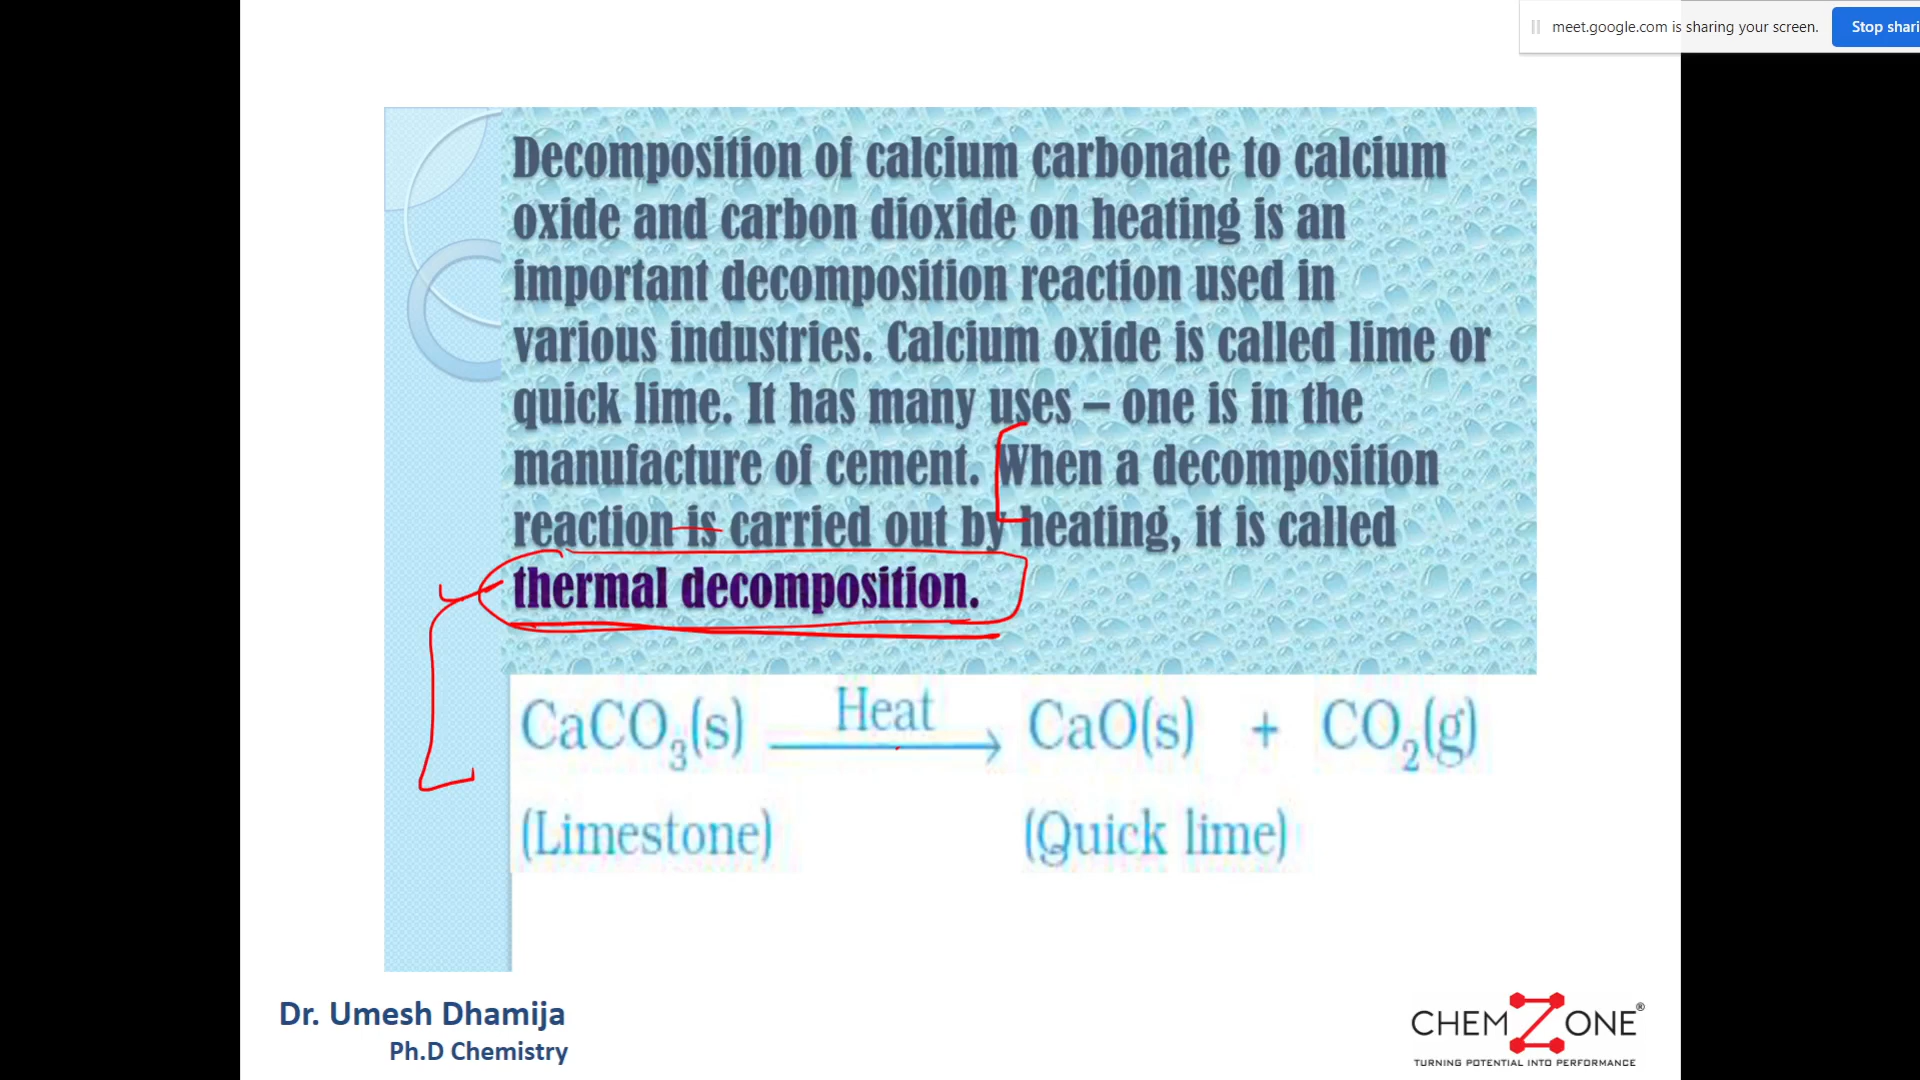 meet.google.com is sharing your screen.
Stop shari
Decomposition of calcium carbonate to calcium
oxide and carbon dioxide on heating is an
important decomposition reaction used in
various industries. Calcium oxide is called lime or
quick lime. It has many uses – one is in the
manufacture of cement. When a decomposition
reaction is carried out by heating, it is called
thermal decomposition.
Heat
CaCO₃(s) → CaO(s) + CO₂(g)
(Limestone) (Quick lime)
Dr. Umesh Dhamija
Ph.D Chemistry
CHEMZONE®
TURNING POTENTIAL INTO PERFORMANCE